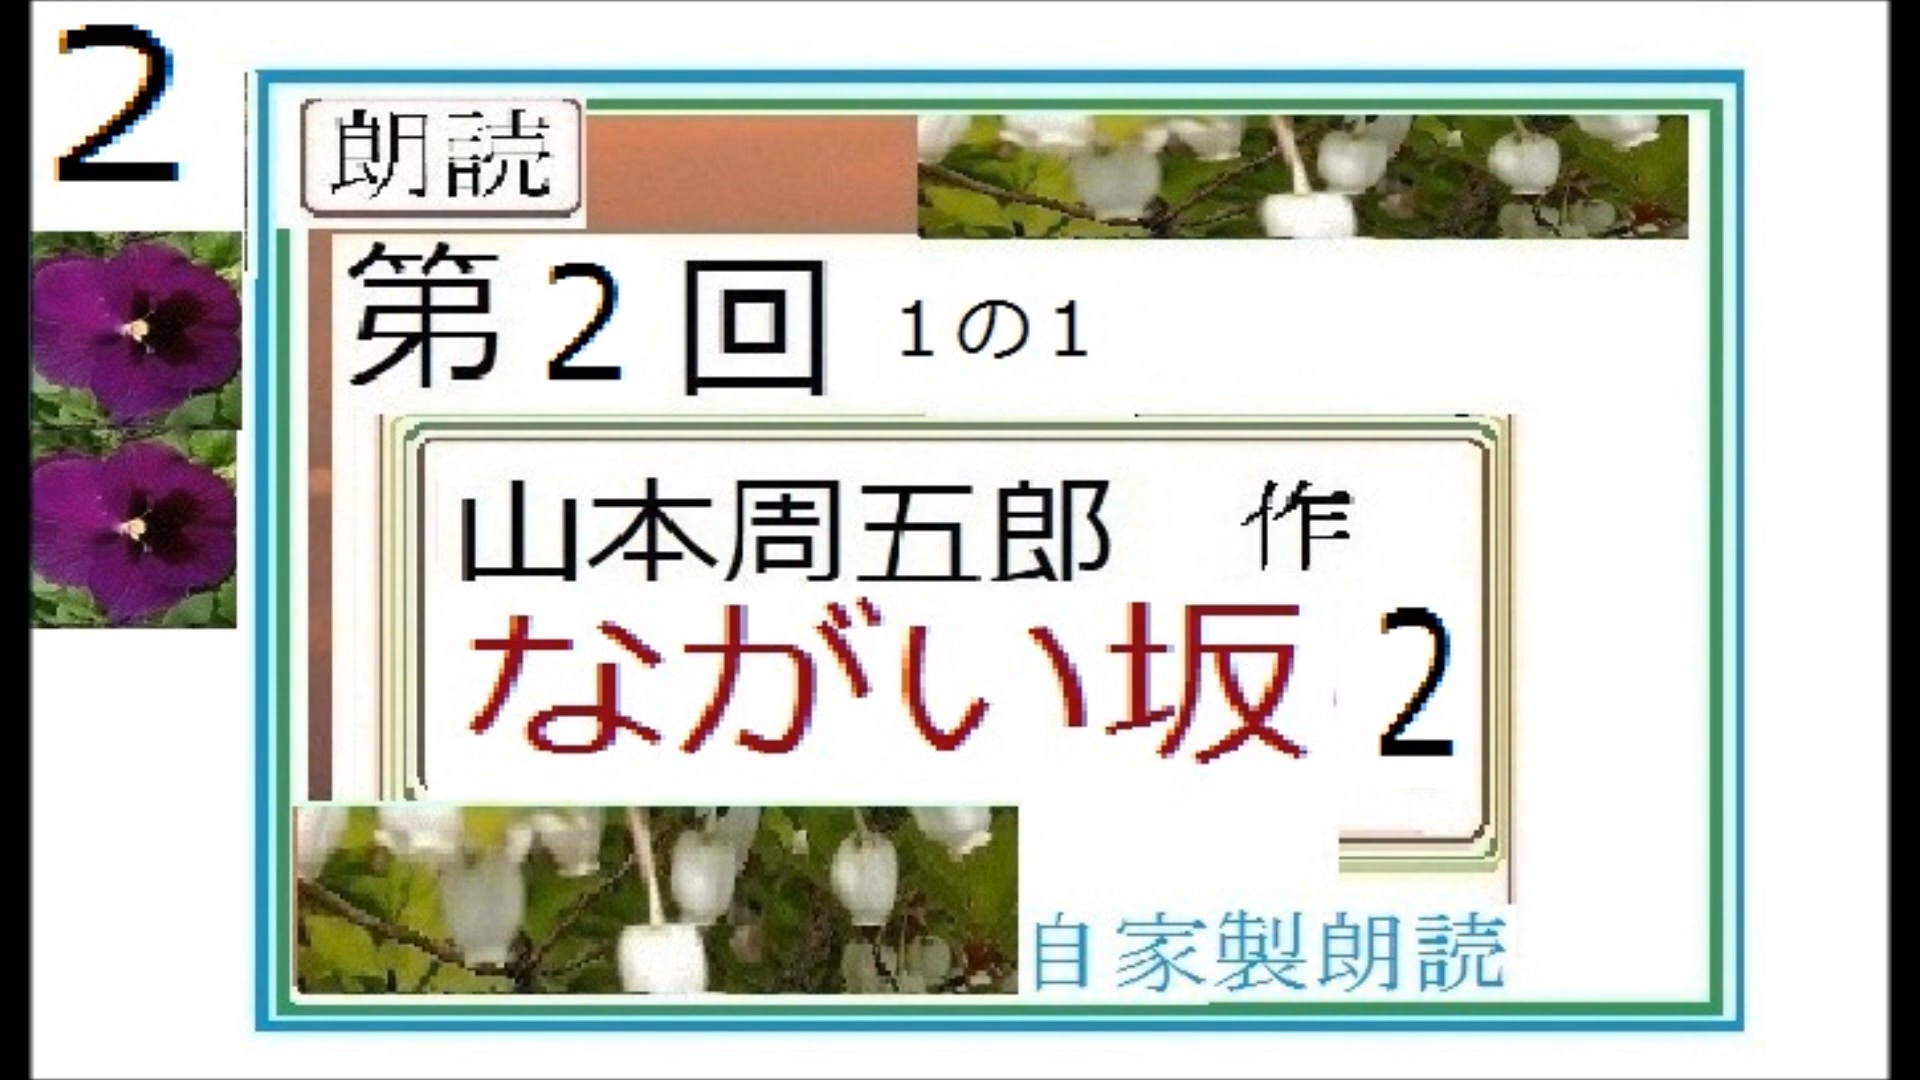 2
朗読
第2回 1の1
山本周五郎 作
ながい坂 2
自家製朗読